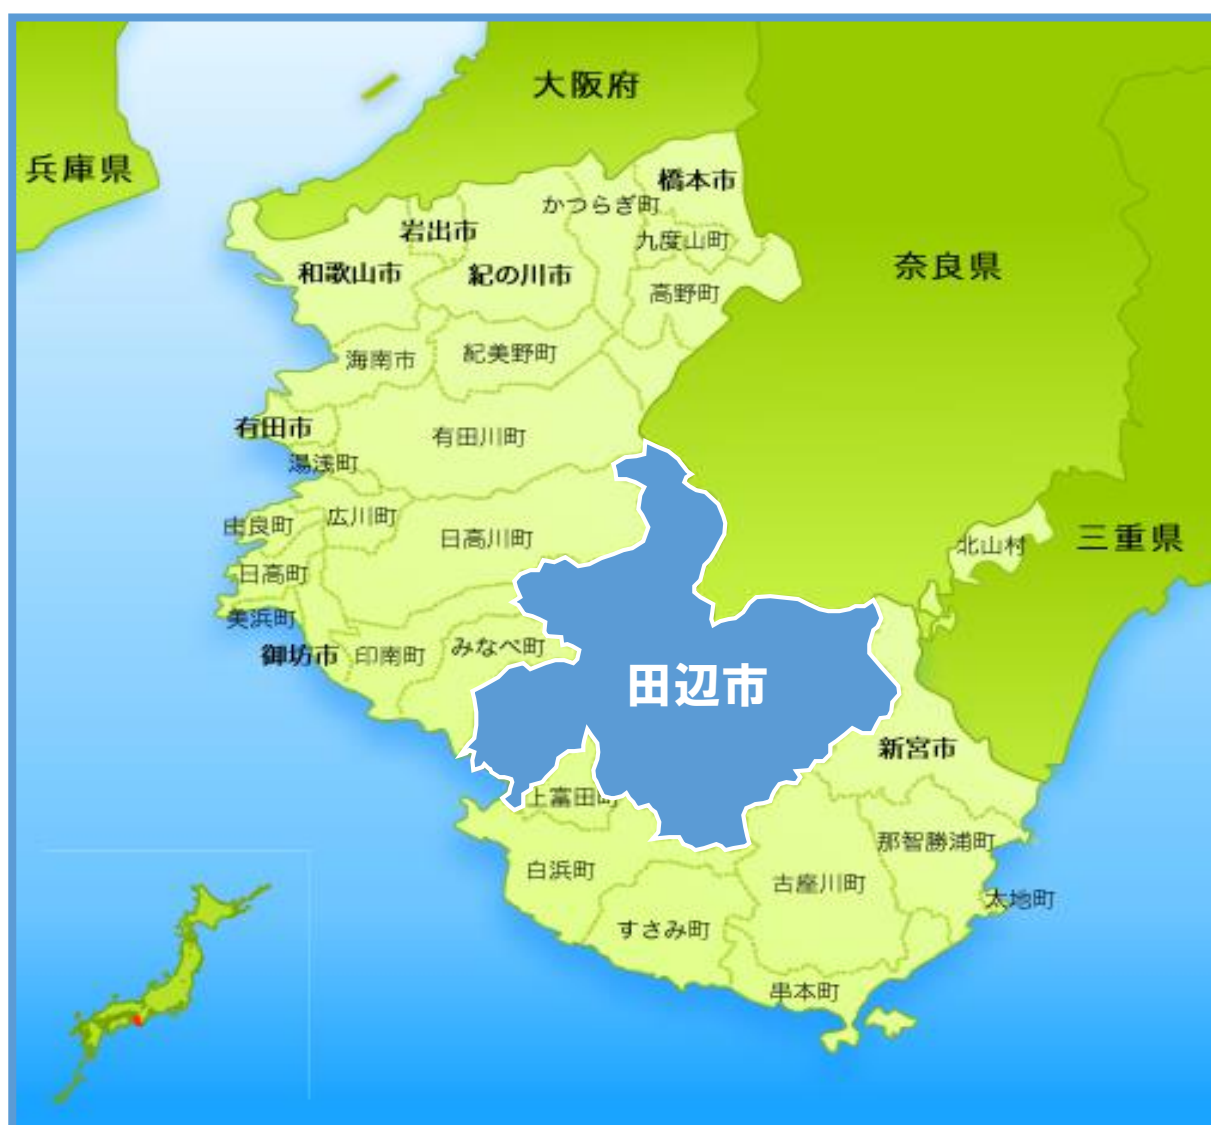 大阪府
兵庫県
橋本市
かつらぎ町
岩出市
九度山町
奈良県
和歌山市
紀の川市
高野町
海南市
紀美野町
有田市
有田川町
湯浅町
広川町
由良町
日高川町
三重県
北山村
日高町
美浜町
みなべ町
御坊市
印南町
田辺市
新宮市
上富田町
那智勝浦町
白浜町
古座川町
太地町
すさみ町
串本町